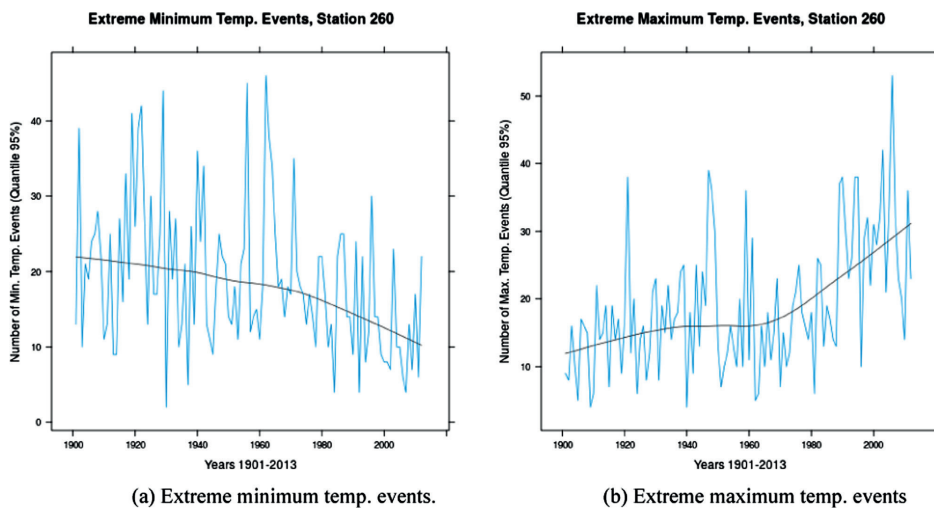 Extreme Minimum Temp. Events, Station 260
Number of Min. Temp. Events (Quantile 95%)
40
30
20
10
0
1900 1920 1940 1960 1980 2000
Years 1901-2013
(a) Extreme minimum temp. events.
Extreme Maximum Temp. Events, Station 260
Number of Max. Temp. Events (Quantile 95%)
50
40
30
20
10
1900 1920 1940 1960 1980 2000
Years 1901-2013
(b) Extreme maximum temp. events